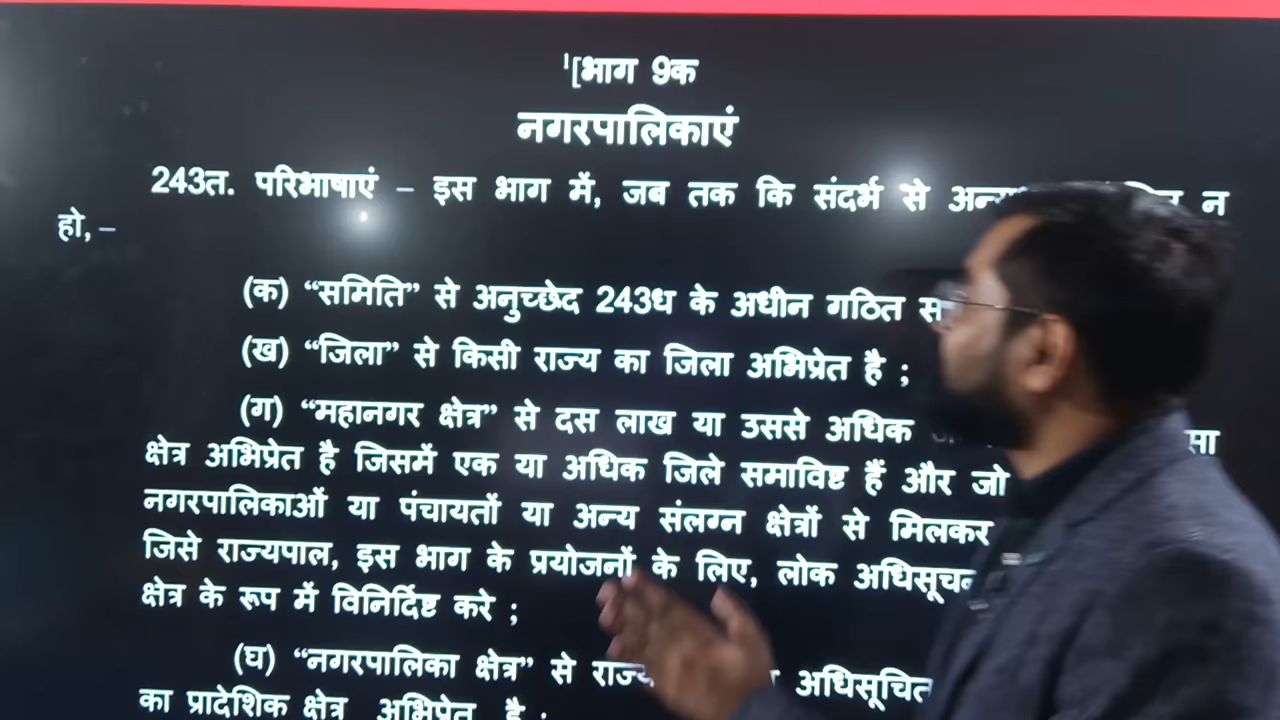 ¹[भाग 9क
नगरपालिकाएं
243त. परिभाषाएं – इस भाग में, जब तक कि संदर्भ से न
हो, –
(क) “समिति” से अनुच्छेद 243ध के अधीन गठित
(ख) “जिला” से किसी राज्य का जिला अभिप्रेत है ;
(ग) “महानगर क्षेत्र” से दस लाख या उससे अधिक
क्षेत्र अभिप्रेत है जिसमें एक या अधिक जिले समाविष्ट हैं और जो
नगरपालिकाओं या पंचायतों या अन्य संलग्न क्षेत्रों से मिलकर
जिसे राज्यपाल, इस भाग के प्रयोजनों के लिए, लोक
क्षेत्र के रूप में विनिर्दिष्ट करे ;
(घ) “नगरपालिका क्षेत्र” से अधिसूचित
का प्रादेशिक क्षेत्र अभिप्रेत है ;